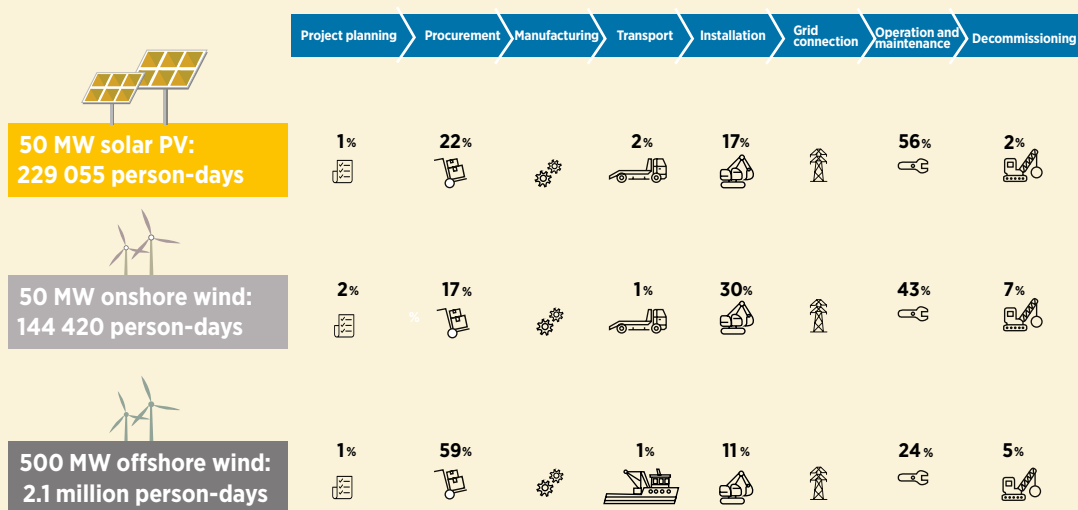 Project planning
Procurement
Manufacturing
Transport
Installation
Grid
connection
Operation and
maintenance
Decommissioning
50 MW solar PV:
229 055 person-days
1%
22%
2%
17%
56%
2%
50 MW onshore wind:
144 420 person-days
2%
17%
%
1%
30%
43%
7%
500 MW offshore wind:
2.1 million person-days
1%
59%
1%
11%
24%
5%